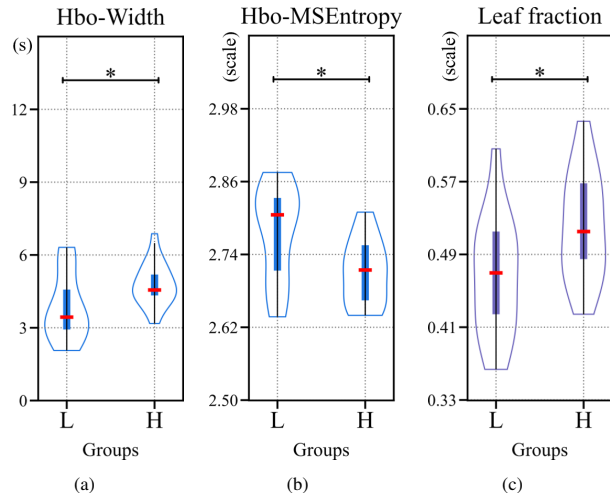 Hbo-Width
(s)
*
12
9
6
3
0
L H
Groups
(a)
Hbo-MSEntropy
(scale)
*
2.98
2.86
2.74
2.62
2.50
L H
Groups
(b)
Leaf fraction
(scale)
*
0.65
0.57
0.49
0.41
0.33
L H
Groups
(c)